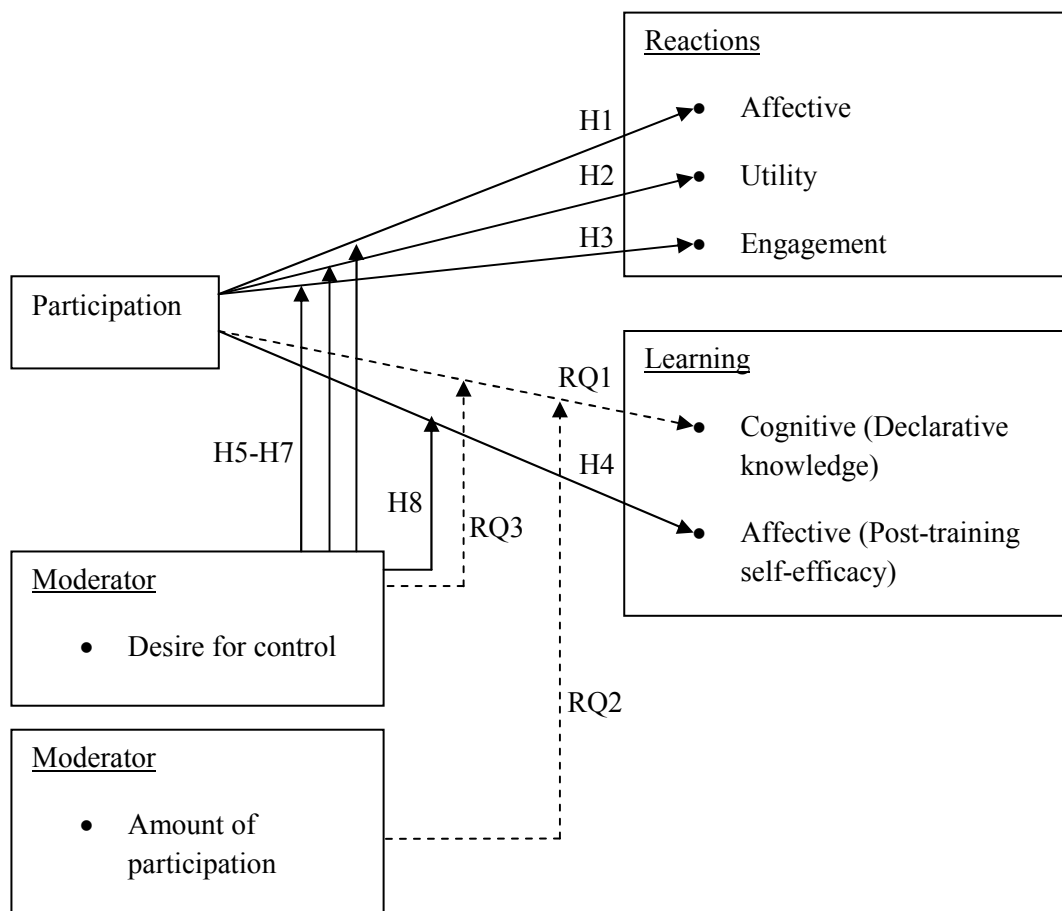 Reactions
• Affective
• Utility
• Engagement
H1
H2
H3
Participation
Learning
• Cognitive (Declarative
knowledge)
• Affective (Post-training
self-efficacy)
RQ1
H4
H5-H7
H8
RQ3
RQ2
Moderator
• Desire for control
Moderator
• Amount of
participation